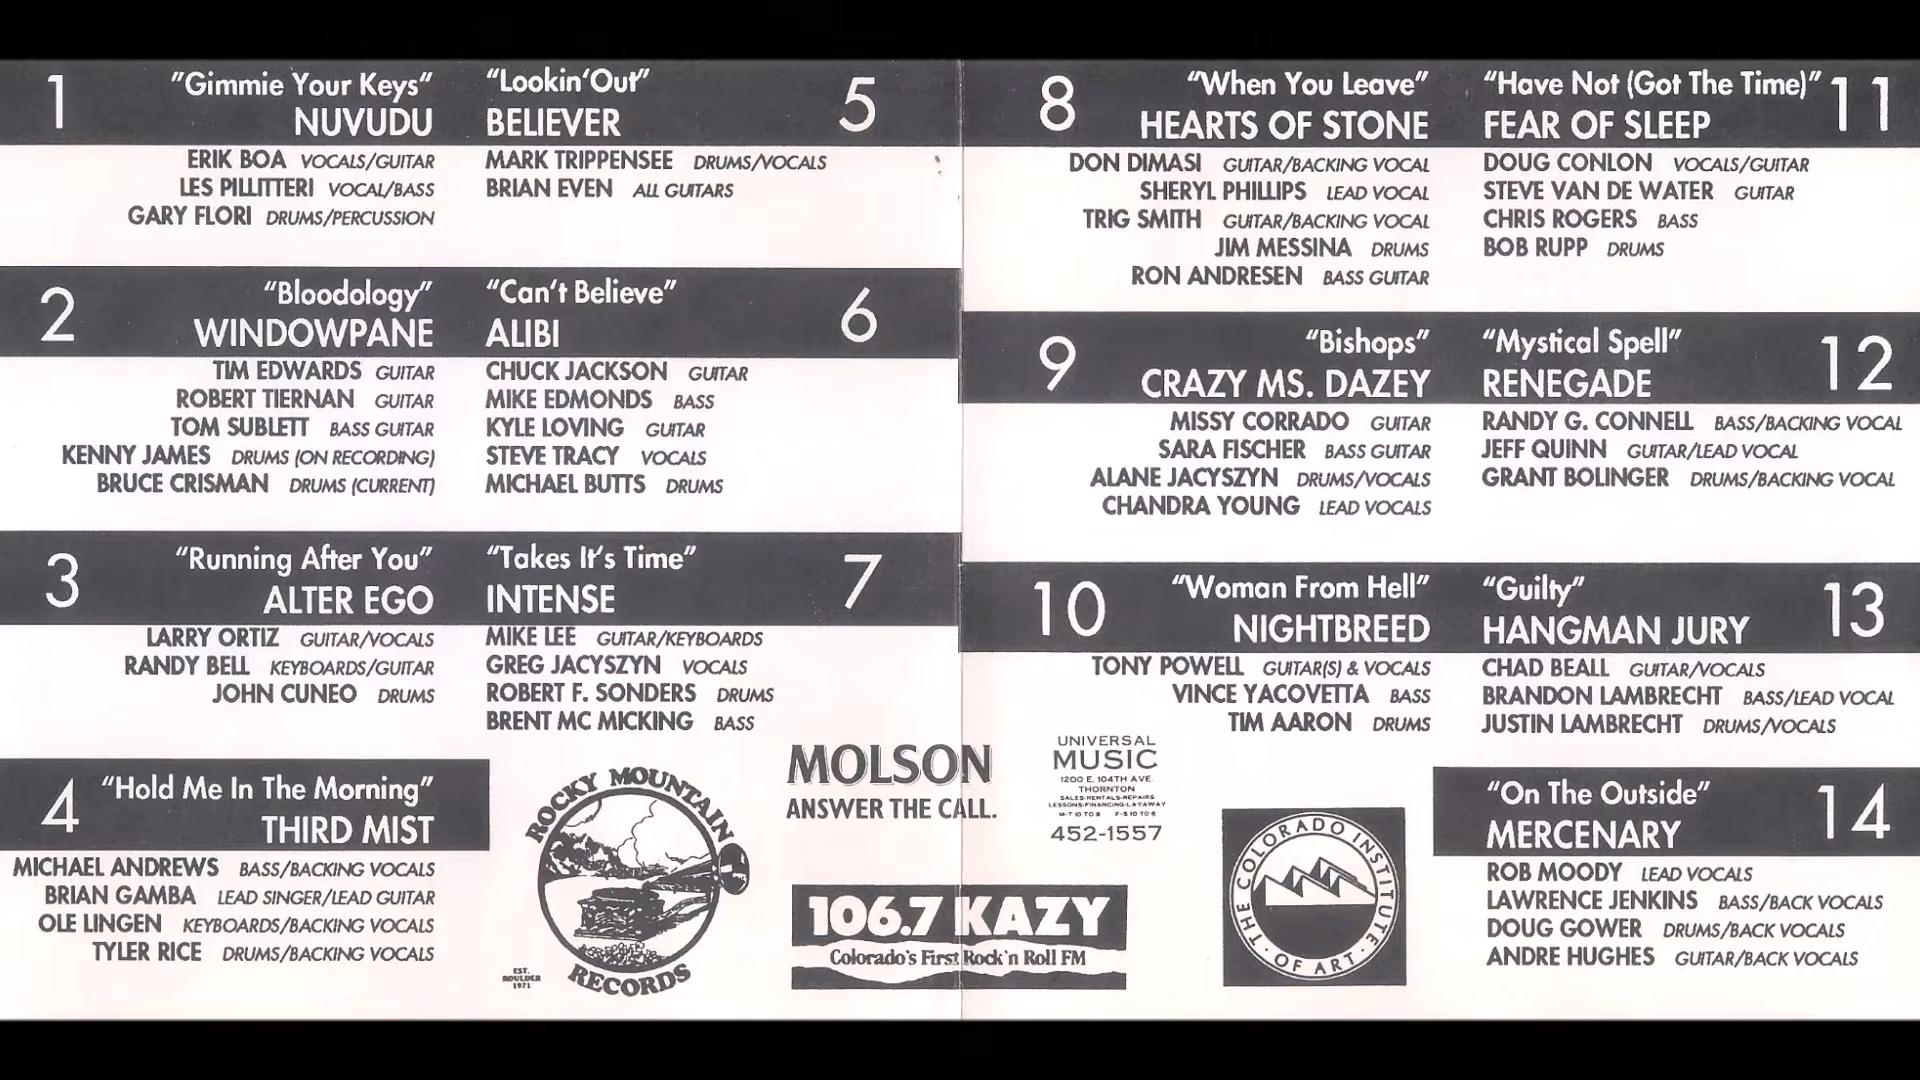 1
"Gimmie Your Keys"
NUVUDU
ERIK BOA VOCALS/GUITAR
LES PILLITTERI VOCAL/BASS
GARY FLORI DRUMS/PERCUSSION
2
"Bloodology"
WINDOWPANE
TIM EDWARDS GUITAR
ROBERT TIERNAN GUITAR
TOM SUBLETT BASS GUITAR
KENNY JAMES DRUMS (ON RECORDING)
BRUCE CRISMAN DRUMS (CURRENT)
3
"Running After You"
ALTER EGO
LARRY ORTIZ GUITAR/VOCALS
RANDY BELL KEYBOARDS/GUITAR
JOHN CUNEO DRUMS
4
"Hold Me In The Morning"
THIRD MIST
MICHAEL ANDREWS BASS/BACKING VOCALS
BRIAN GAMBA LEAD SINGER/LEAD GUITAR
OLE LINGEN KEYBOARDS/BACKING VOCALS
TYLER RICE DRUMS/BACKING VOCALS
"Lookin'Out"
BELIEVER
5
MARK TRIPPENSEE DRUMS/VOCALS
BRIAN EVEN ALL GUITARS
"Can't Believe"
ALIBI
6
CHUCK JACKSON GUITAR
MIKE EDMONDS BASS
KYLE LOVING GUITAR
STEVE TRACY VOCALS
MICHAEL BUTTS DRUMS
"Takes It's Time"
INTENSE
7
MIKE LEE GUITAR/KEYBOARDS
GREG JACYSZYN VOCALS
ROBERT F. SONDERS DRUMS
BRENT MC MICKING BASS
ROCKY MOUNTAIN
RECORDS
EST.
BOULDER
1971
MOLSON
ANSWER THE CALL.
106.7 KAZY
Colorado's First Rock'n Roll FM
8
"When You Leave"
HEARTS OF STONE
DON DIMASI GUITAR/BACKING VOCAL
SHERYL PHILLIPS LEAD VOCAL
TRIG SMITH GUITAR/BACKING VOCAL
JIM MESSINA DRUMS
RON ANDRESEN BASS GUITAR
9
"Bishops"
CRAZY MS. DAZEY
MISSY CORRADO GUITAR
SARA FISCHER BASS GUITAR
ALANE JACYSZYN DRUMS/VOCALS
CHANDRA YOUNG LEAD VOCALS
10
"Woman From Hell"
NIGHTBREED
TONY POWELL GUITAR(S) & VOCALS
VINCE YACOVETTA BASS
TIM AARON DRUMS
UNIVERSAL
MUSIC
1200 E. 104TH AVE.
THORNTON
SALES-RENTALS-REPAIRS
LESSONS-FINANCING-LAYAWAY
M-T 10 TO 8 F-S 10 TO 6
452-1557
THE COLORADO INSTITUTE
· OF ART ·
"Have Not (Got The Time)"
FEAR OF SLEEP
11
DOUG CONLON VOCALS/GUITAR
STEVE VAN DE WATER GUITAR
CHRIS ROGERS BASS
BOB RUPP DRUMS
"Mystical Spell"
RENEGADE
12
RANDY G. CONNELL BASS/BACKING VOCAL
JEFF QUINN GUITAR/LEAD VOCAL
GRANT BOLINGER DRUMS/BACKING VOCAL
"Guilty"
HANGMAN JURY
13
CHAD BEALL GUITAR/VOCALS
BRANDON LAMBRECHT BASS/LEAD VOCAL
JUSTIN LAMBRECHT DRUMS/VOCALS
"On The Outside"
MERCENARY
14
ROB MOODY LEAD VOCALS
LAWRENCE JENKINS BASS/BACK VOCALS
DOUG GOWER DRUMS/BACK VOCALS
ANDRE HUGHES GUITAR/BACK VOCALS